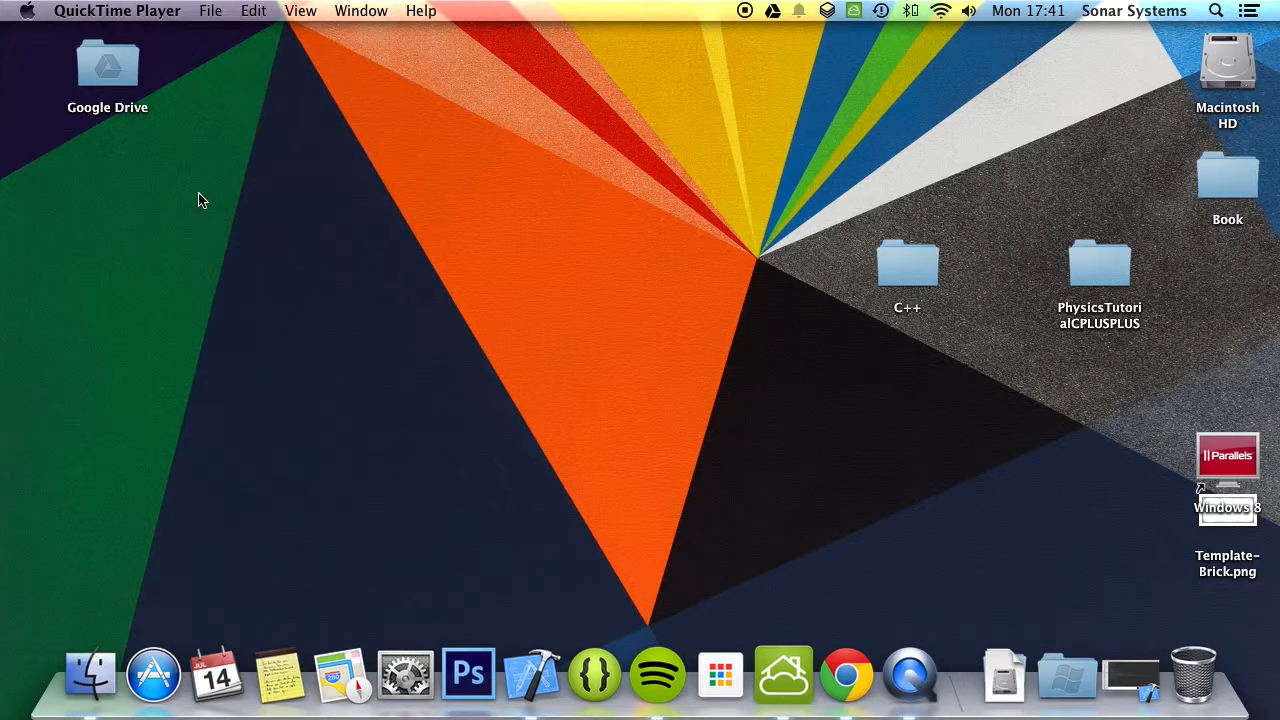 QuickTime Player File Edit View Window Help Mon 17:41 Sonar Systems
Google Drive
Macintosh
HD
Book
C++
PhysicsTutori
alCPLUSPLUS
Parallels
Windows 8
Template-
Brick.png
JUL
14
Ps
{}